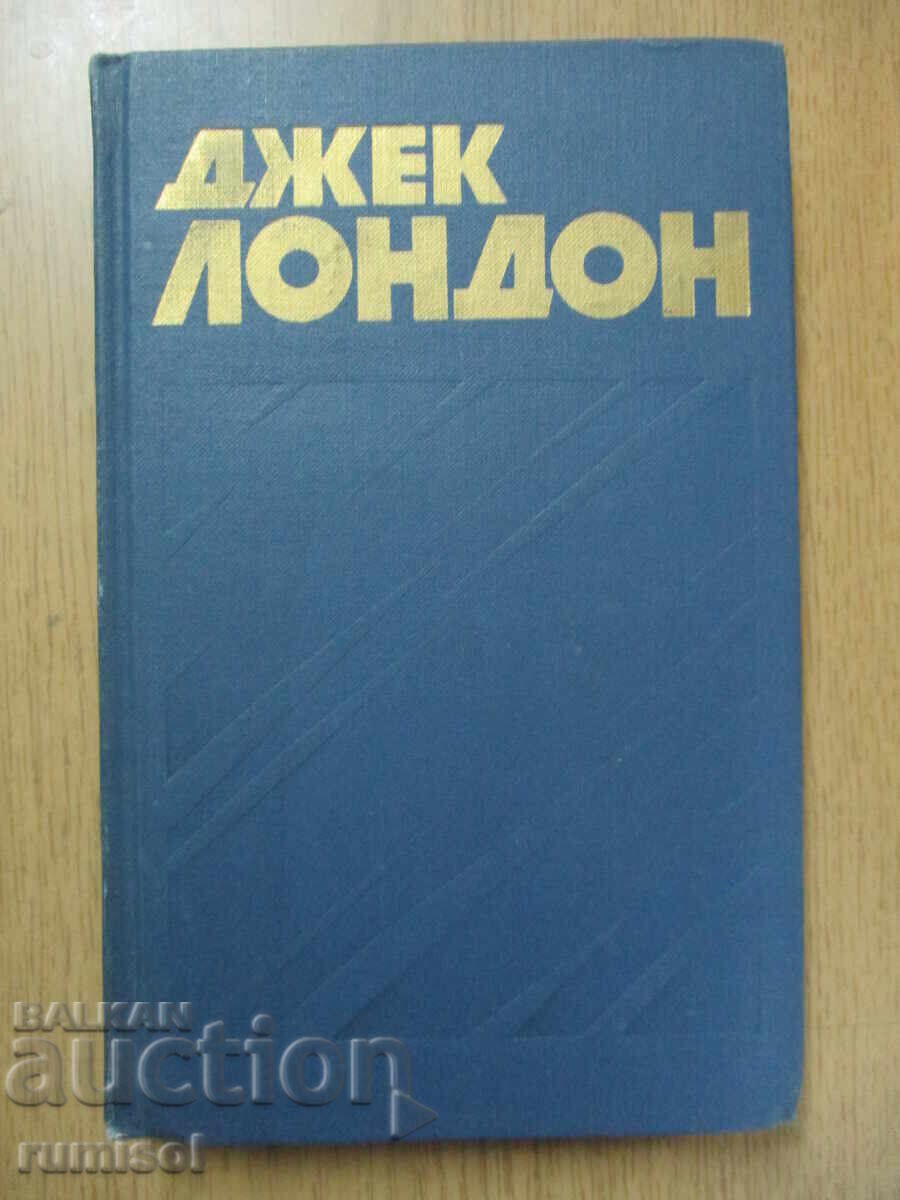 ДЖЕК
ЛОНДОН
BALKAN
auction
rumisol